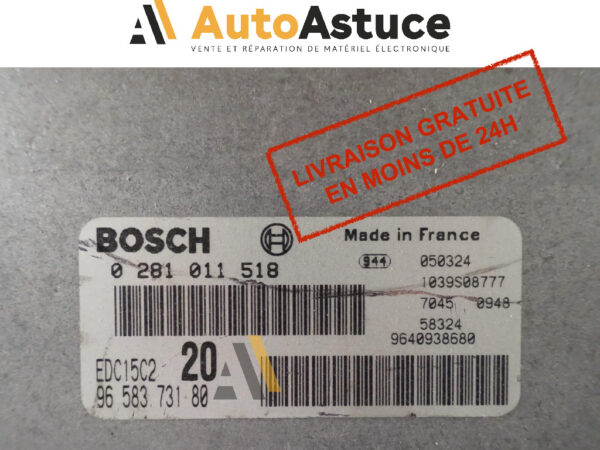 AutoAstuce
VENTE ET RÉPARATION DE MATÉRIEL ÉLECTRONIQUE
LIVRAISON GRATUITE
EN MOINS DE 24H
BOSCH
Made in France
0 281 011 518
944 050324
1039S08777
7045 0948
58324
9640938680
EDC15C2 20
96 583 731 80